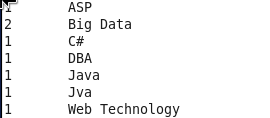 1 ASP
2 Big Data
1 C#
1 DBA
1 Java
1 Jva
1 Web Technology